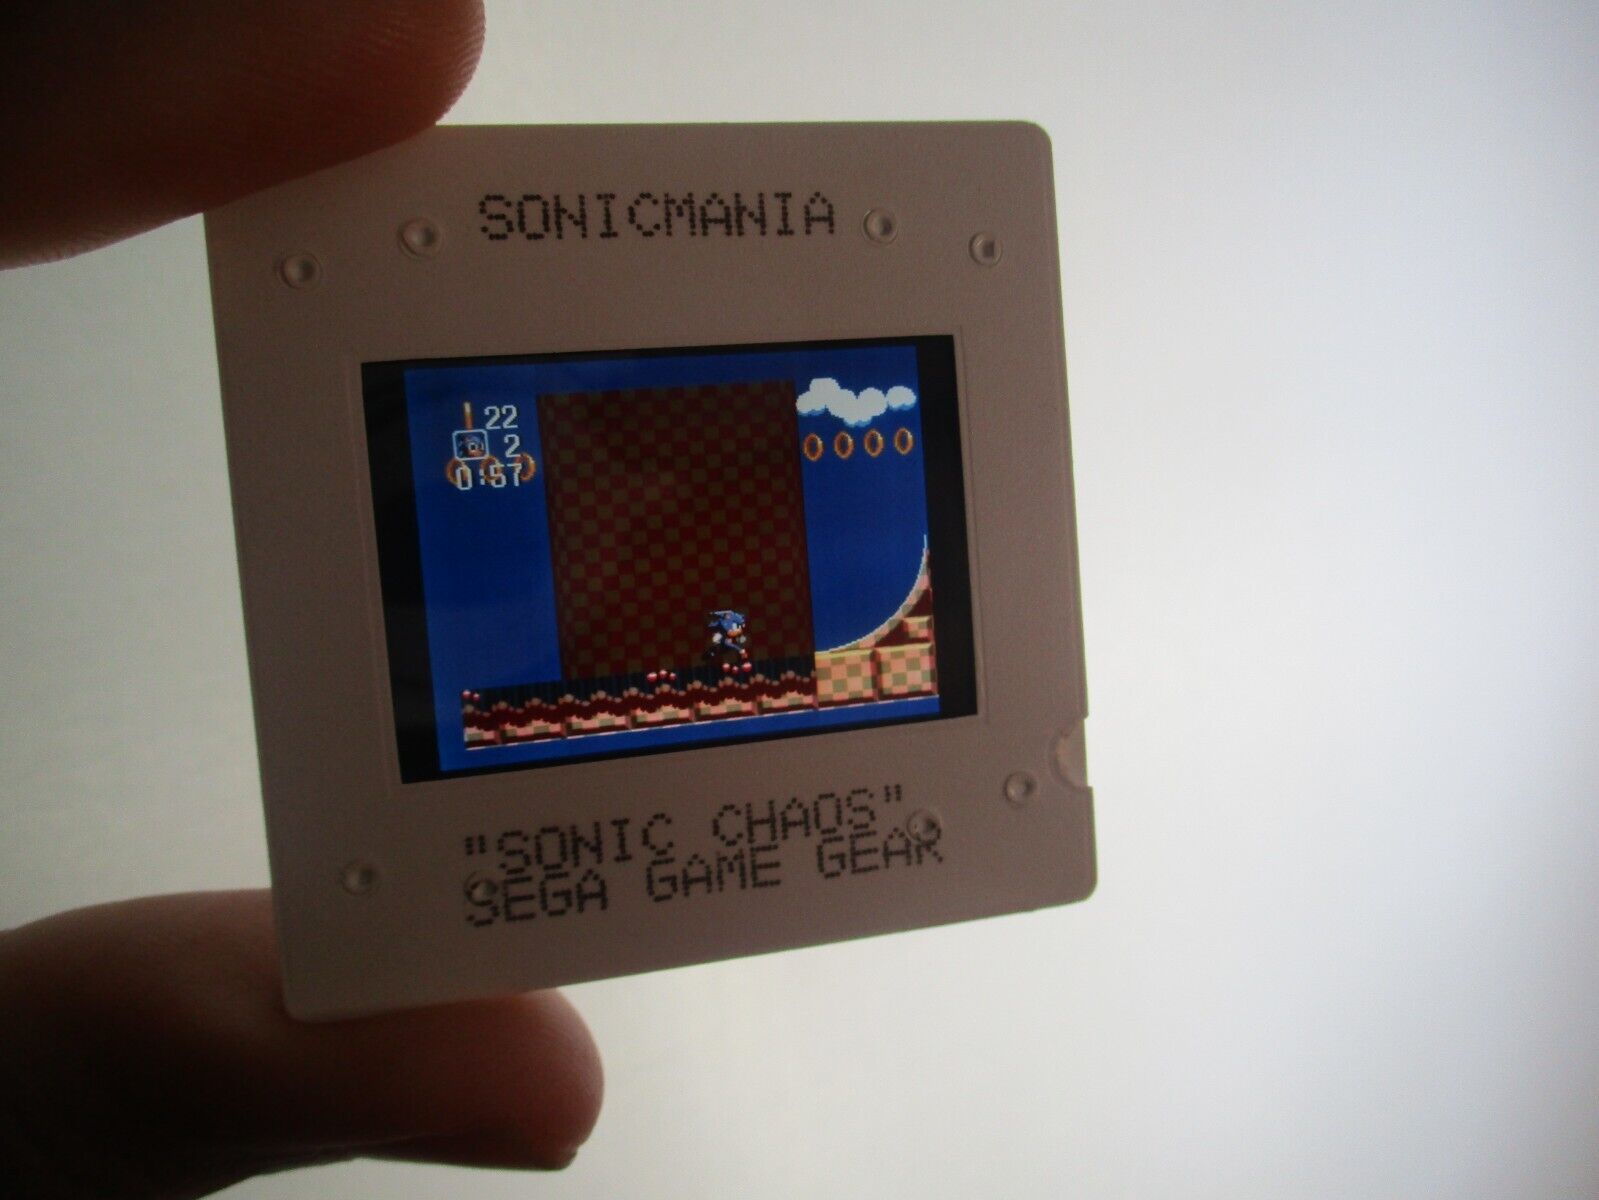 SONICMANIA
22
2
0:57
"SONIC CHAOS"
SEGA GAME GEAR